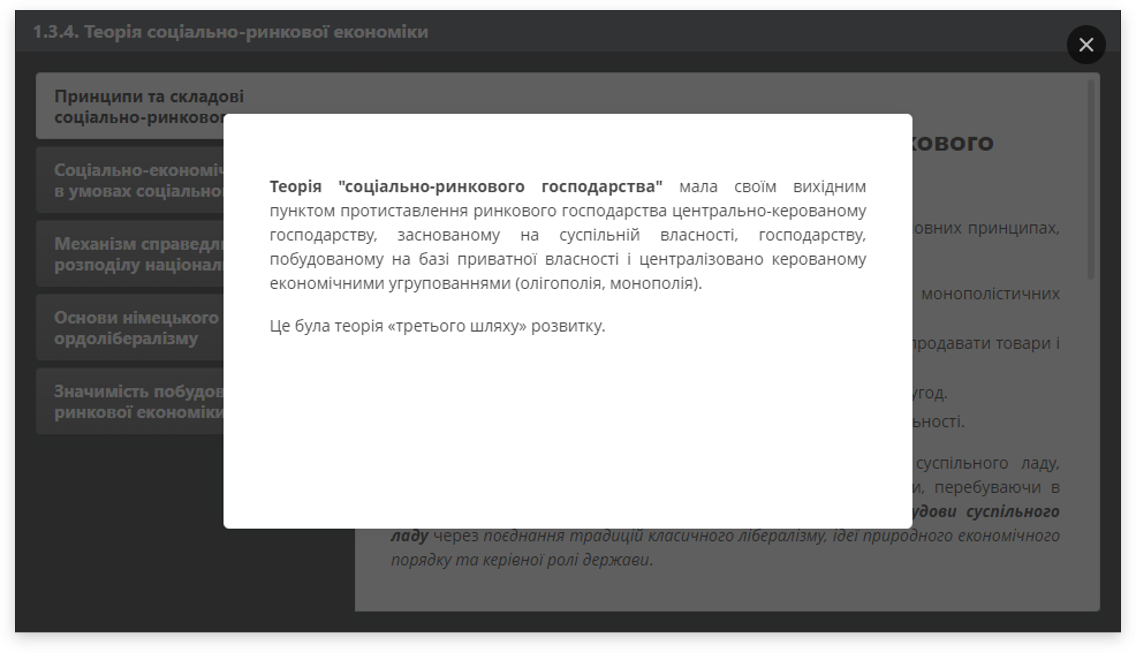 1.3.4. Теорія соціально-ринкової економіки
Принципи та складові
соціально-ринкового
Соціально-економіч
в умовах соціально
Механізм справедли
розподілу націонал
Основи німецького
ордолібералізму
Значимість побудов
ринкової економіки
Теорія "соціально-ринкового господарства" мала своїм вихідним
пунктом протиставлення ринкового господарства центрально-керованому
господарству, заснованому на суспільній власності, господарству,
побудованому на базі приватної власності і централізовано керованому
економічними угрупованнями (олігополія, монополія).
Це була теорія «третього шляху» розвитку.
кового
овних принципах,
монополістичних
продавати товари і
угод.
ьності.
суспільного ладу,
и, перебуваючи в
удови суспільного
ладу через поєднання традицій класичного лібералізму, ідеї природного економічного
порядку та керівної ролі держави.